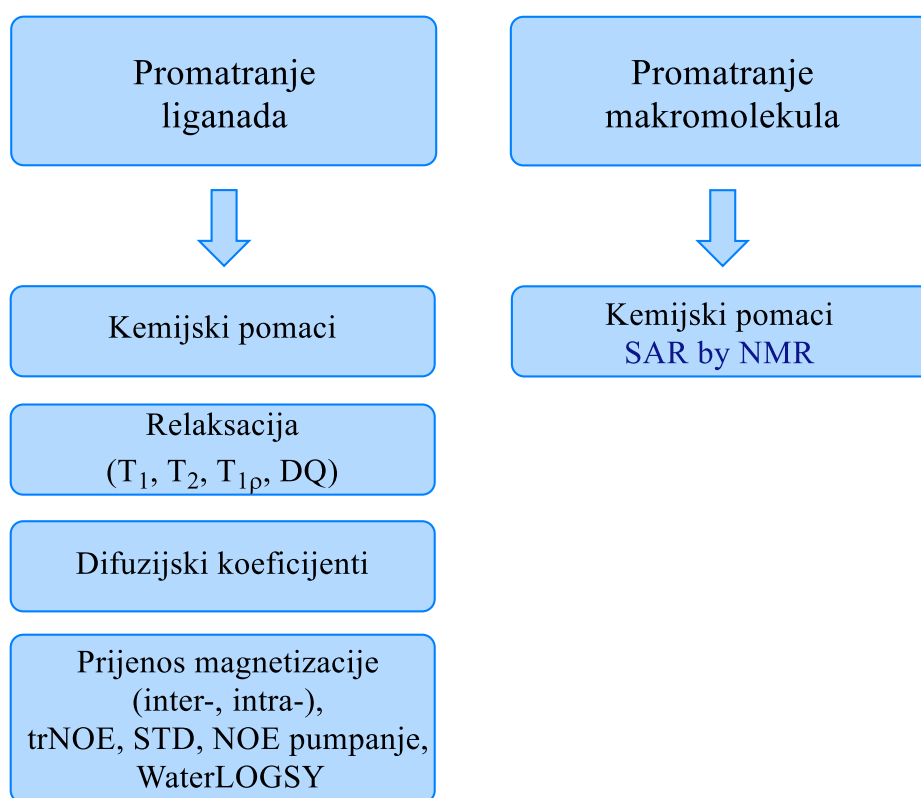 Promatranje
liganada
Promatranje
makromolekula
Kemijski pomaci
Kemijski pomaci
SAR by NMR
Relaksacija
(T₁, T₂, T₁ᵨ, DQ)
Difuzijski koeficijenti
Prijenos magnetizacije
(inter-, intra-),
trNOE, STD, NOE pumpanje,
WaterLOGSY